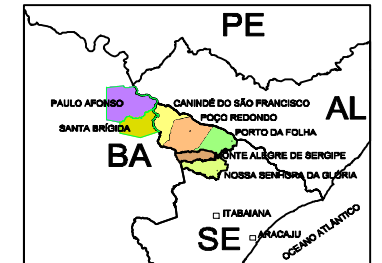 PE
PAULO AFONSO
CANINDÉ DO SÃO FRANCISCO
AL
POÇO REDONDO
SANTA BRÍGIDA
PORTO DA FOLHA
BA
MONTE ALEGRE DE SERGIPE
NOSSA SENHORA DA GLÓRIA
ITABAIANA
SE
ARACAJU
OCEANO ATLÂNTICO